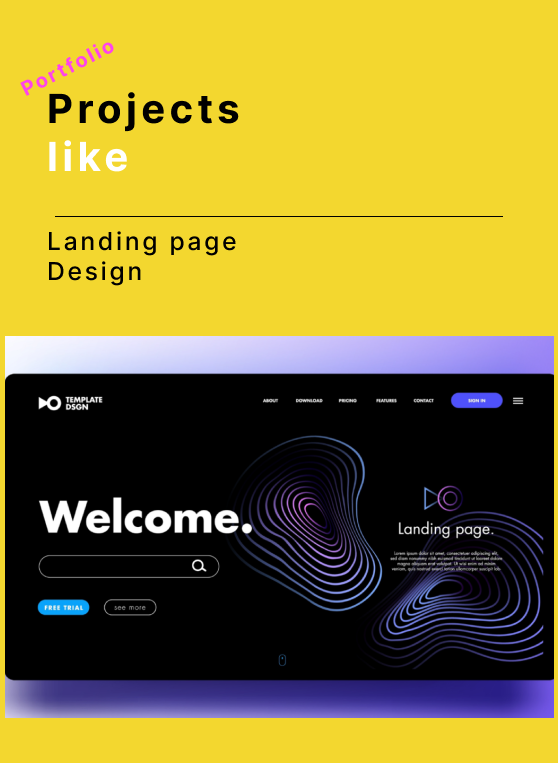 Portfolio
Projects
like
Landing page
Design
TEMPLATE
DSGN
ABOUT
DOWNLOAD
PRICING
FEATURES
CONTACT
SIGN IN
Welcome.
Landing page.
Lorem ipsum dolor sit amet, consectetuer adipiscing elit,
sed diam nonummy nibh euismod tincidunt ut laoreet dolore
magna aliquam erat volutpat. Ut wisi enim ad minim
veniam, quis nostrud exerci tation ullamcorper suscipit lob.
FREE TRIAL
see more